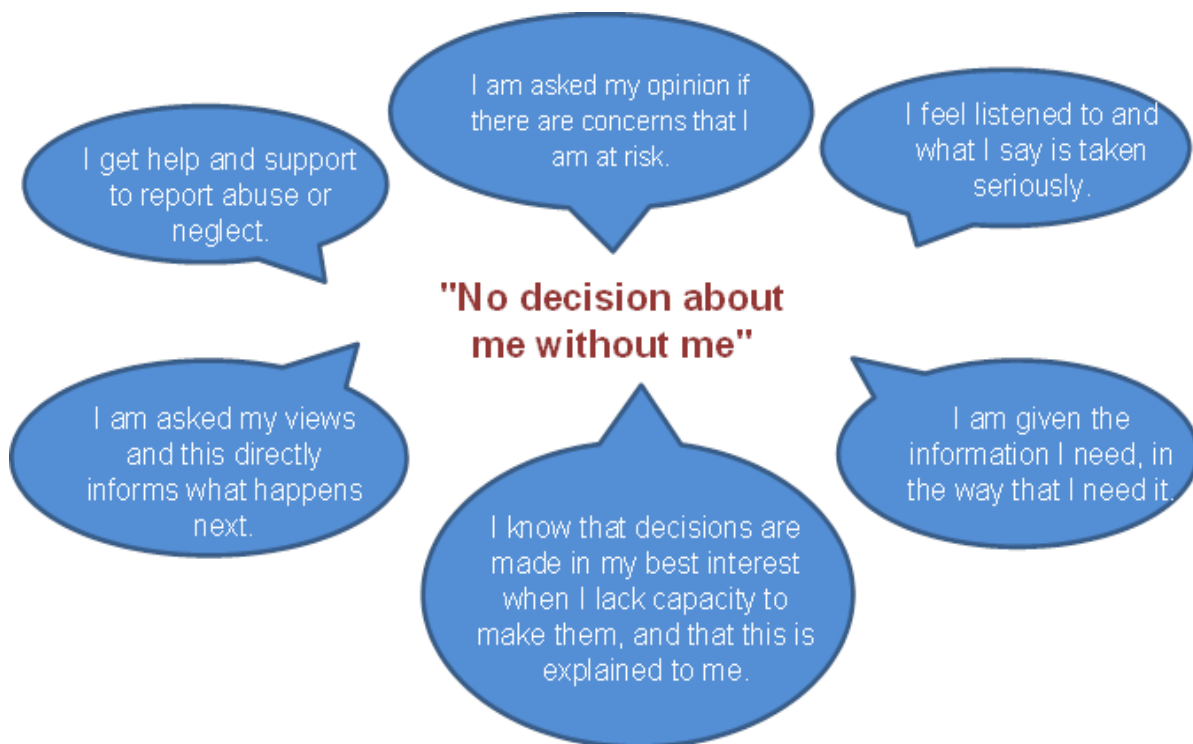 I am asked my opinion if
there are concerns that I
am at risk.
I get help and support
to report abuse or
neglect.
I feel listened to and
what I say is taken
seriously.
"No decision about
me without me"
I am asked my views
and this directly
informs what happens
next.
I know that decisions are
made in my best interest
when I lack capacity to
make them, and that this is
explained to me.
I am given the
information I need, in
the way that I need it.